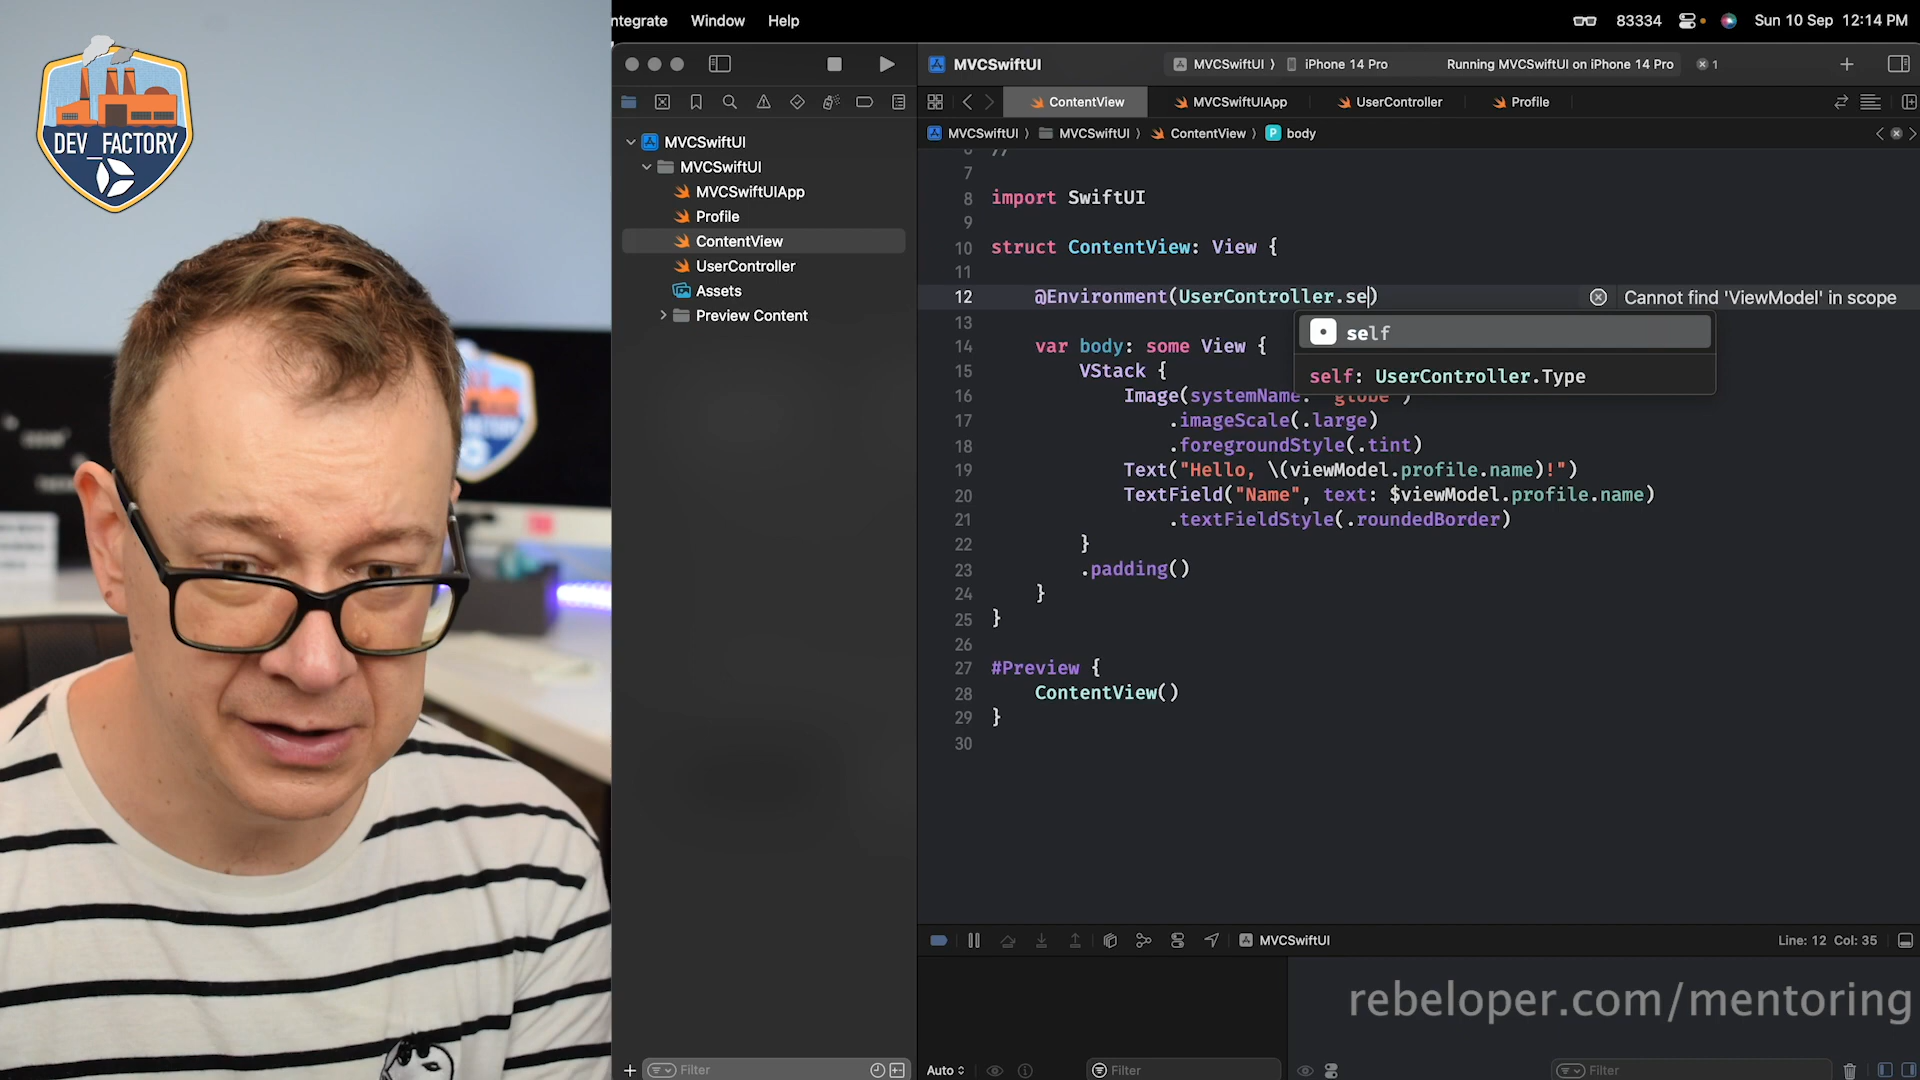 ntegrate Window Help
83334 Sun 10 Sep 12:14 PM
DEV_FACTORY
MVCSwiftUI
MVCSwiftUI ⟩ iPhone 14 Pro
Running MVCSwiftUI on iPhone 14 Pro
1
ContentView
MVCSwiftUIApp
UserController
Profile
MVCSwiftUI ⟩ MVCSwiftUI ⟩ ContentView ⟩ P body
MVCSwiftUI
MVCSwiftUI
MVCSwiftUIApp
Profile
ContentView
UserController
Assets
Preview Content
6 //
7
8 import SwiftUI
9
10 struct ContentView: View {
11
12 @Environment(UserController.se)
Cannot find 'ViewModel' in scope
self
self: UserController.Type
13
14 var body: some View {
15 VStack {
16 Image(systemName: "globe")
17 .imageScale(.large)
18 .foregroundStyle(.tint)
19 Text("Hello, \(viewModel.profile.name)!")
20 TextField("Name", text: $viewModel.profile.name)
21 .textFieldStyle(.roundedBorder)
22 }
23 .padding()
24 }
25 }
26
27 #Preview {
28 ContentView()
29 }
30
MVCSwiftUI
Line: 12 Col: 35
rebeloper.com/mentoring
Filter
Auto
Filter
Filter